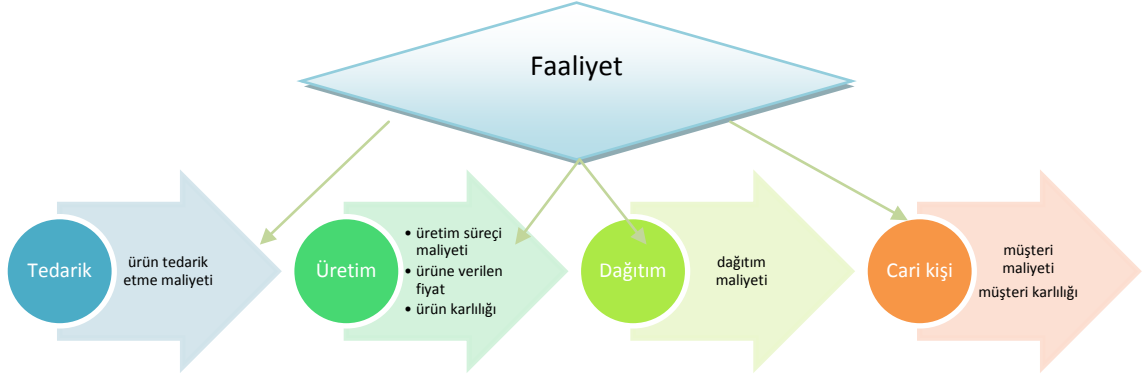 Faaliyet
Tedarik
ürün tedarik
etme maliyeti
Üretim
• üretim süreçi
maliyeti
• ürüne verilen
fiyat
• ürün karlılığı
Dağıtım
dağıtım
maliyeti
Cari kişi
müşteri
maliyeti
müşteri karlılığı